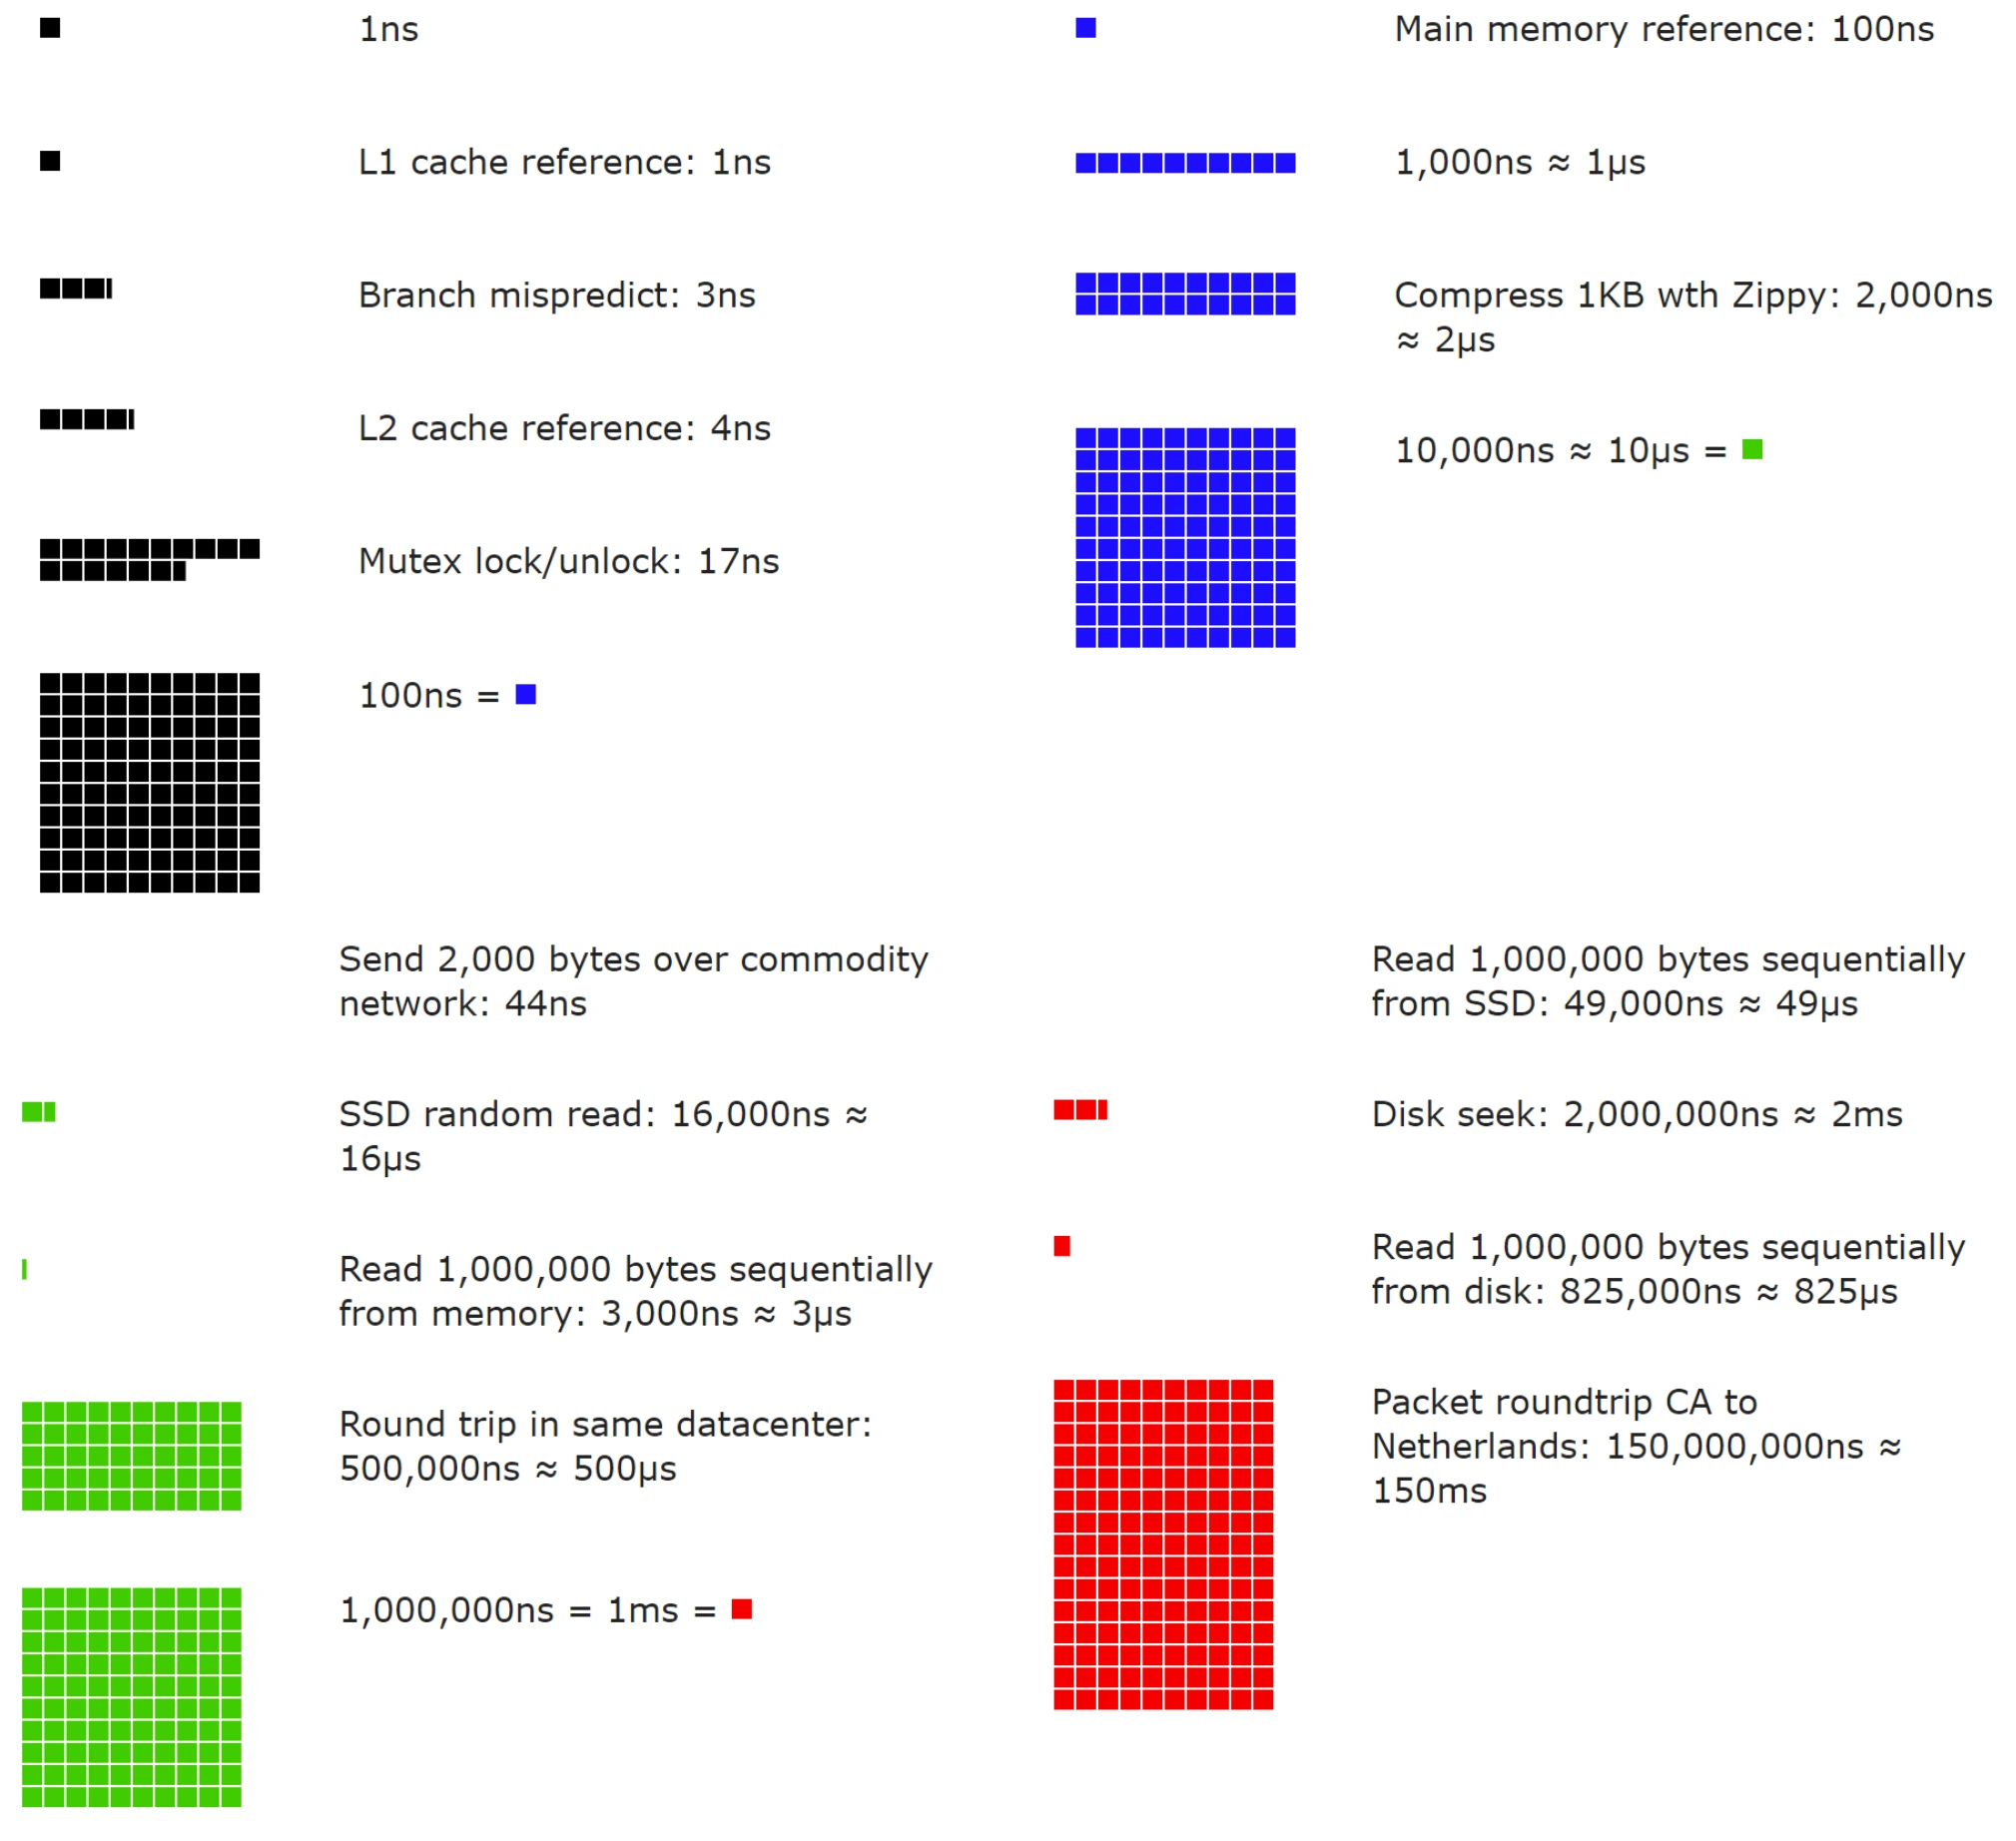 1ns
L1 cache reference: 1ns
Branch mispredict: 3ns
L2 cache reference: 4ns
Mutex lock/unlock: 17ns
100ns =
Main memory reference: 100ns
1,000ns ≈ 1µs
Compress 1KB wth Zippy: 2,000ns
≈ 2µs
10,000ns ≈ 10µs =
Send 2,000 bytes over commodity
network: 44ns
SSD random read: 16,000ns ≈
16µs
Read 1,000,000 bytes sequentially
from memory: 3,000ns ≈ 3µs
Round trip in same datacenter:
500,000ns ≈ 500µs
1,000,000ns = 1ms =
Read 1,000,000 bytes sequentially
from SSD: 49,000ns ≈ 49µs
Disk seek: 2,000,000ns ≈ 2ms
Read 1,000,000 bytes sequentially
from disk: 825,000ns ≈ 825µs
Packet roundtrip CA to
Netherlands: 150,000,000ns ≈
150ms